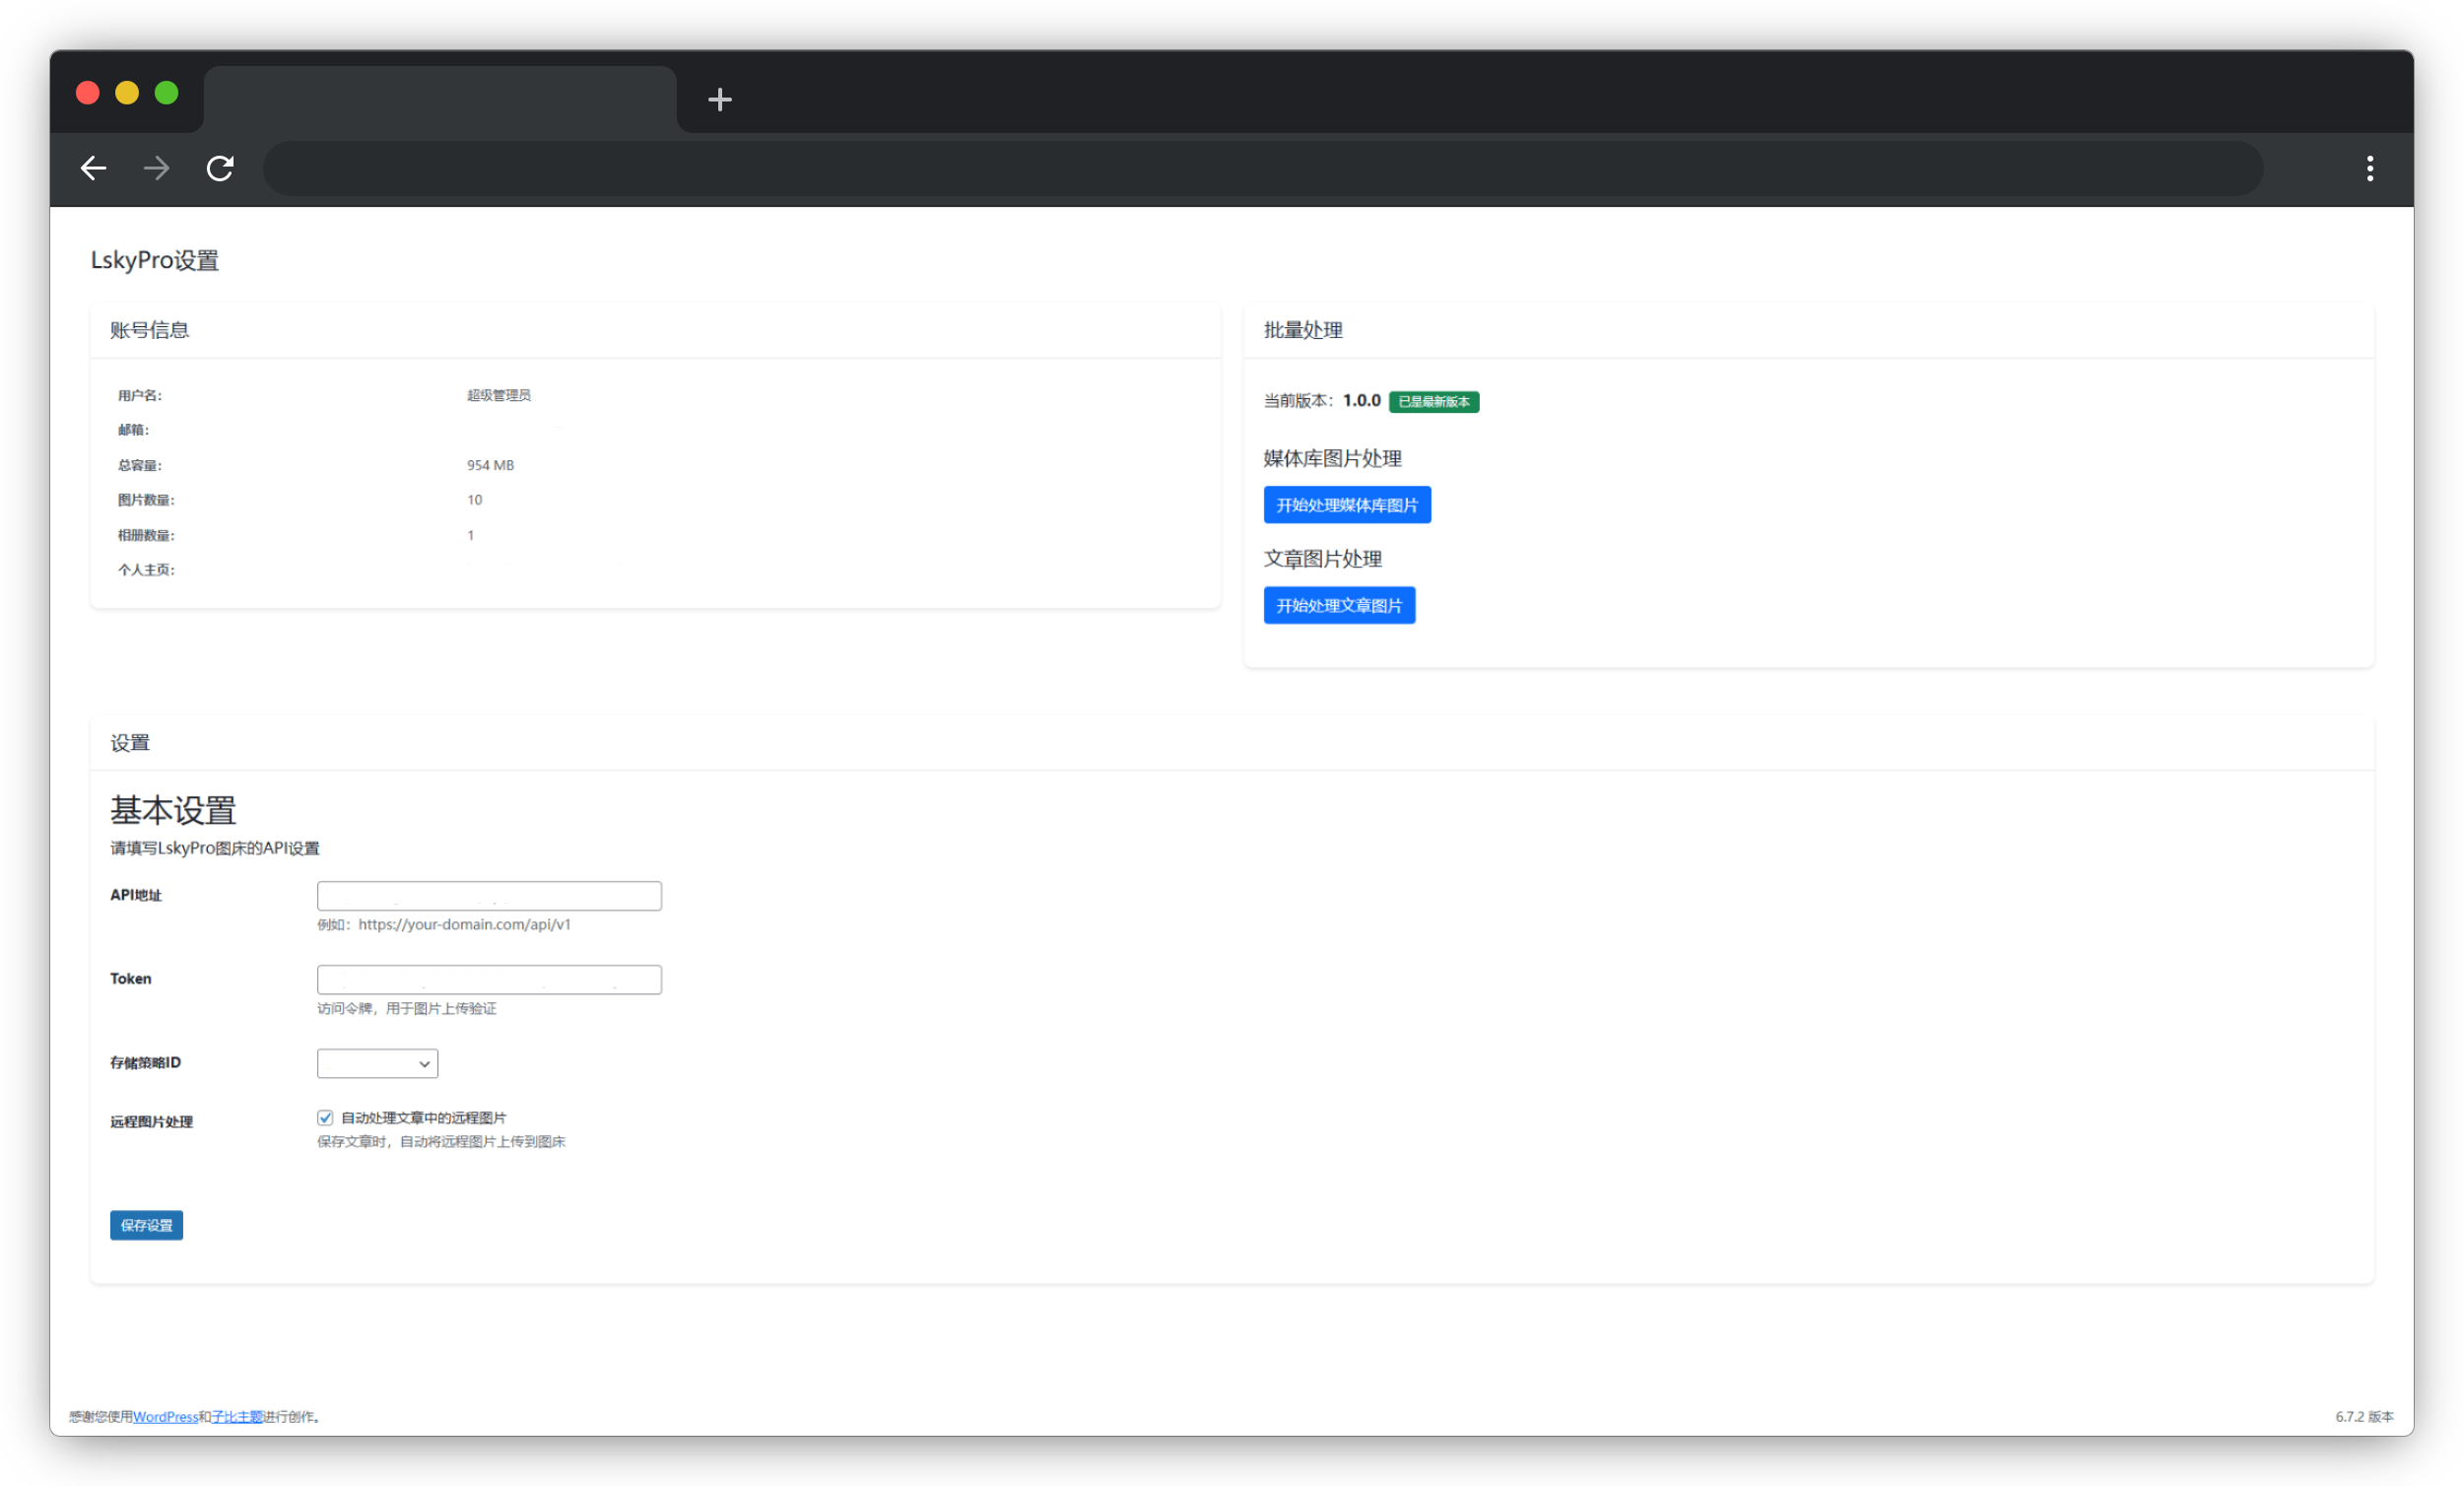 LskyPro设置
账号信息
用户名： 超级管理员
邮箱：
总容量： 954 MB
图片数量： 10
相册数量： 1
个人主页：
批量处理
当前版本：1.0.0 已是最新版本
媒体库图片处理
开始处理媒体库图片
文章图片处理
开始处理文章图片
设置
基本设置
请填写LskyPro图床的API设置
API地址
例如：https://your-domain.com/api/v1
Token
访问令牌，用于图片上传验证
存储策略ID
远程图片处理 自动处理文章中的远程图片
保存文章时，自动将远程图片上传到图床
保存设置
感谢您使用WordPress和子比主题进行创作。 6.7.2 版本